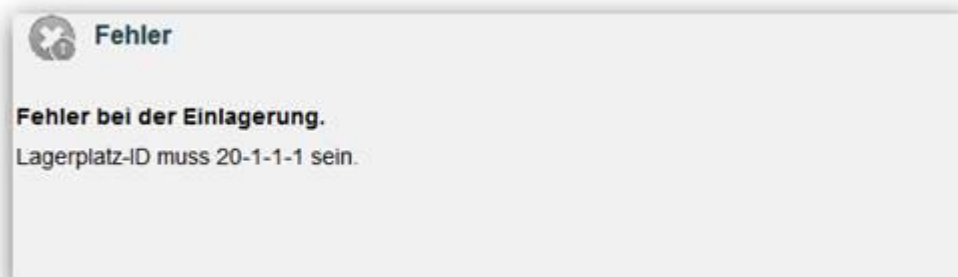 Fehler
Fehler bei der Einlagerung.
Lagerplatz-ID muss 20-1-1-1 sein.